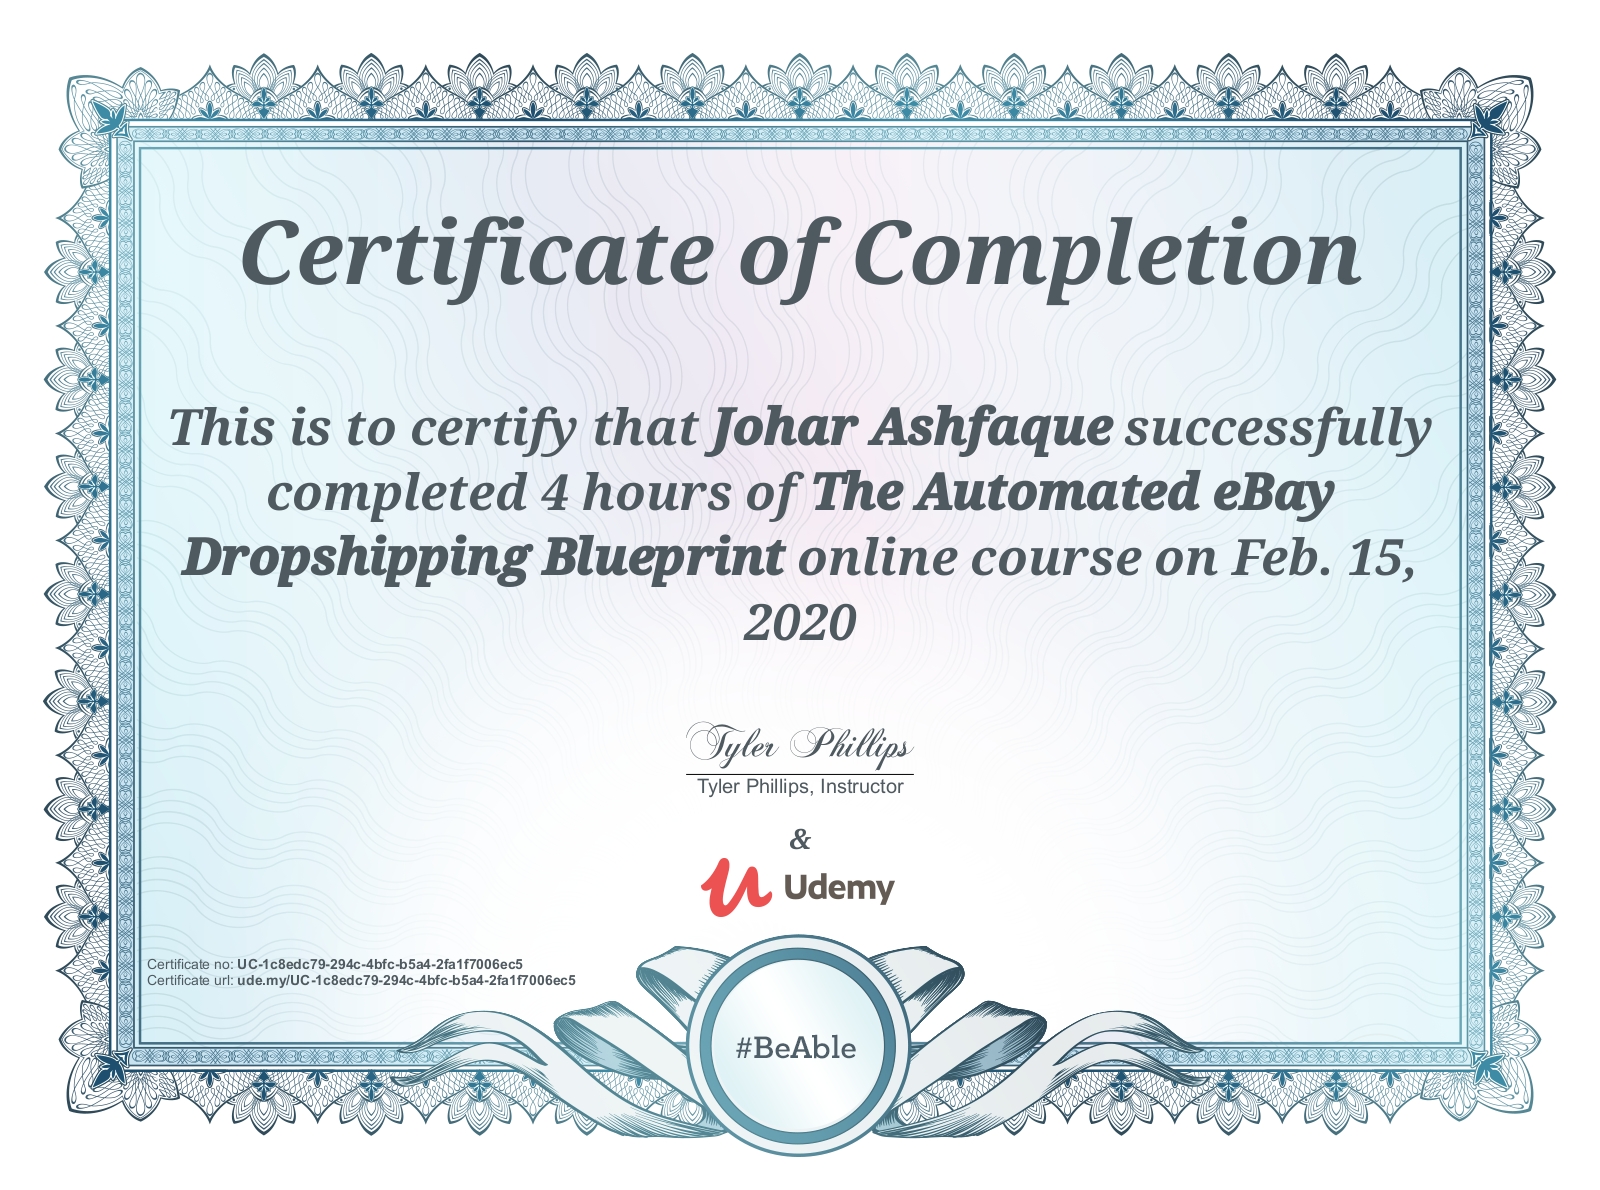 Certificate of Completion
This is to certify that Johar Ashfaque successfully
completed 4 hours of The Automated eBay
Dropshipping Blueprint online course on Feb. 15,
2020
Tyler Phillips
Tyler Phillips, Instructor
&
Udemy
Certificate no: UC-1c8edc79-294c-4bfc-b5a4-2fa1f7006ec5
Certificate url: ude.my/UC-1c8edc79-294c-4bfc-b5a4-2fa1f7006ec5
#BeAble